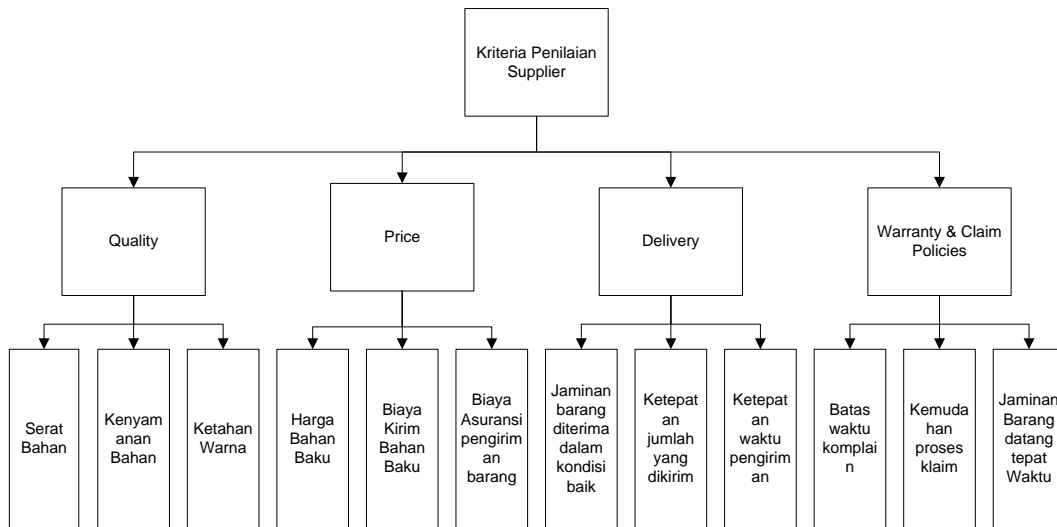 Kriteria Penilaian
Supplier
Quality
Price
Delivery
Warranty & Claim
Policies
Serat
Bahan
Kenyam
anan
Bahan
Ketahan
Warna
Harga
Bahan
Baku
Biaya
Kirim
Bahan
Baku
Biaya
Asuransi
pengirim
an
barang
Jaminan
barang
diterima
dalam
kondisi
baik
Ketepat
an
jumlah
yang
dikirim
Ketepat
an
waktu
pengirim
an
Batas
waktu
komplai
n
Kemuda
han
proses
klaim
Jaminan
Barang
datang
tepat
Waktu